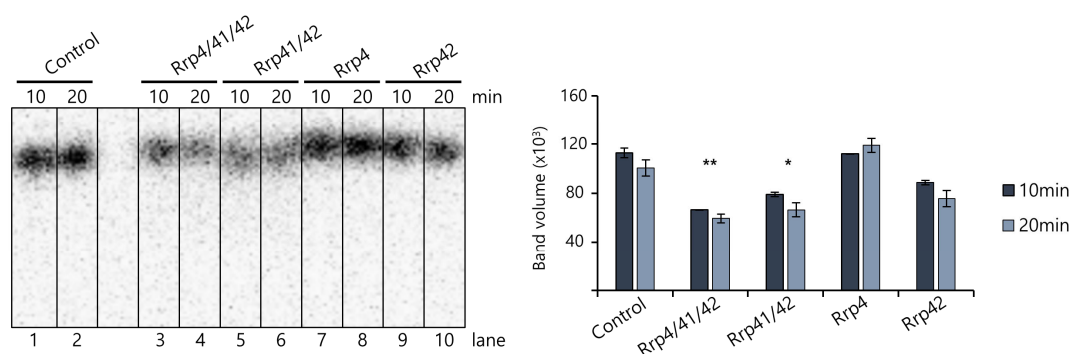 Control Rrp4/41/42 Rrp41/42 Rrp4 Rrp42
10 20 10 20 10 20 10 20 10 20 min
1 2 3 4 5 6 7 8 9 10 lane
Band volume (x10³)
160
120
80
40
** *
Control Rrp4/41/42 Rrp41/42 Rrp4 Rrp42
10min
20min